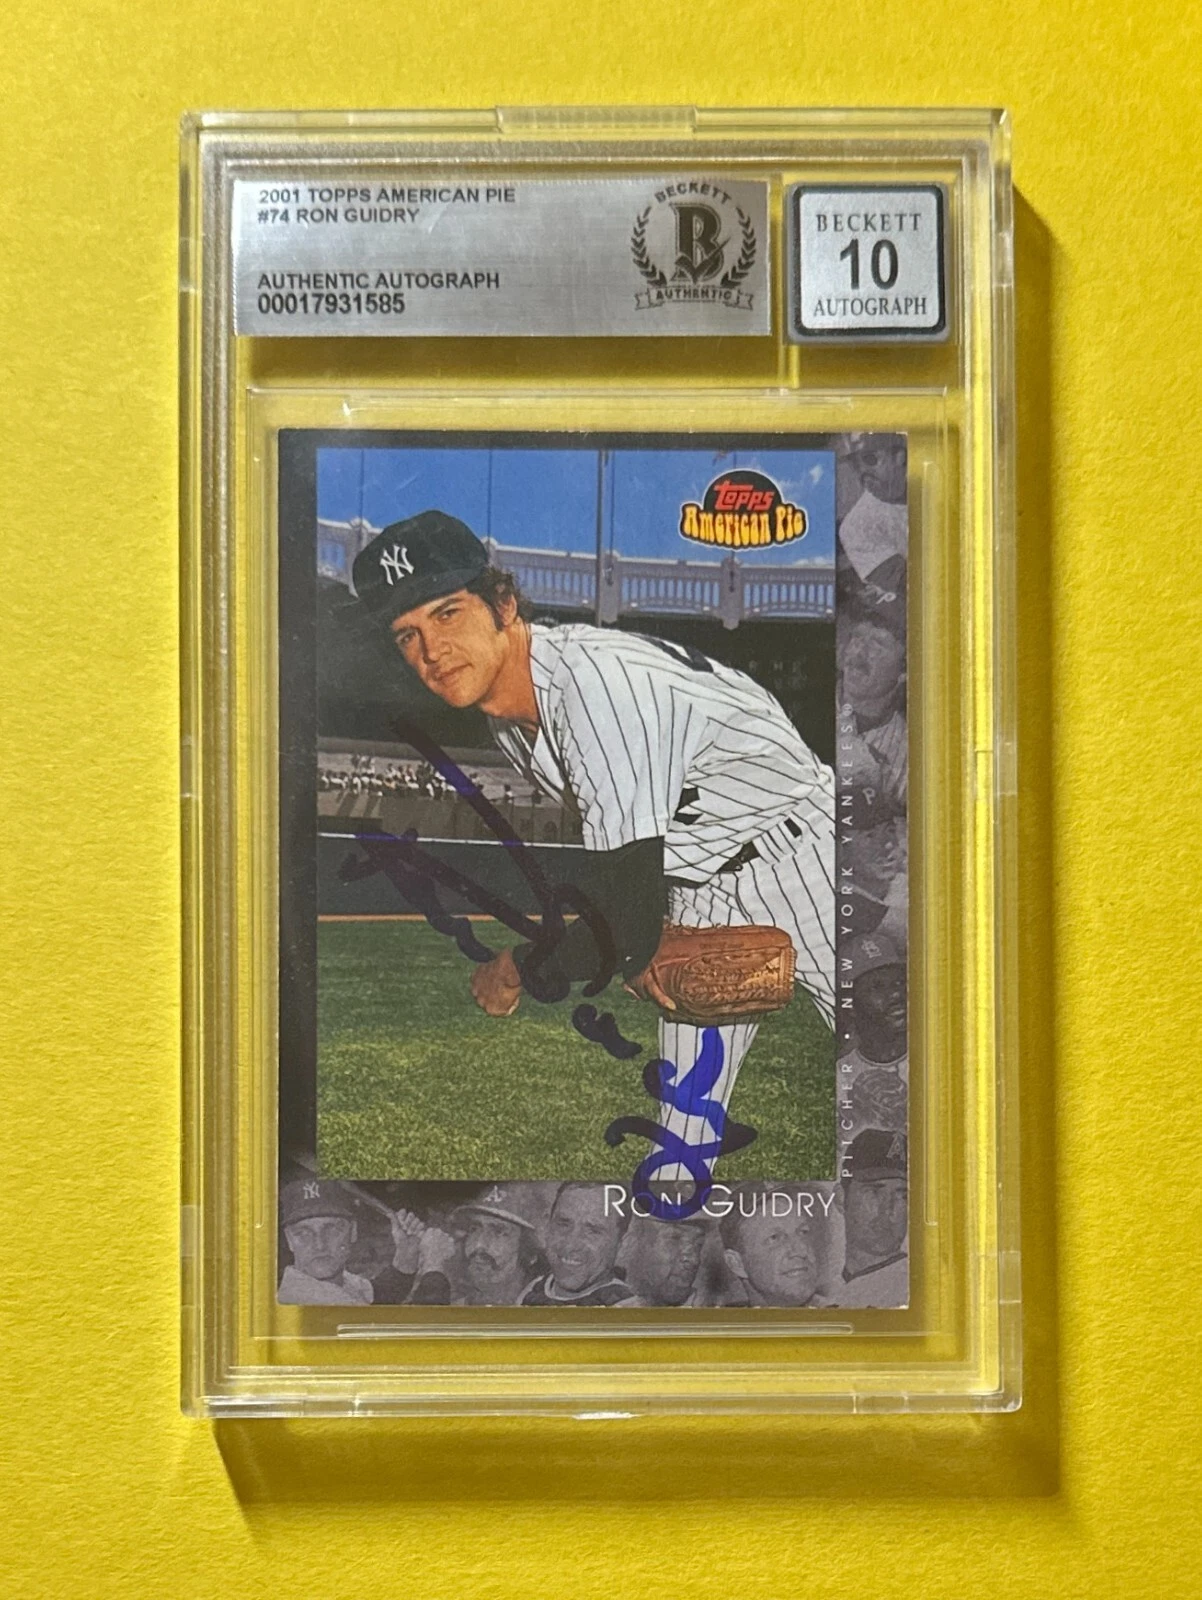 2001 TOPPS AMERICAN PIE
#74 RON GUIDRY
AUTHENTIC AUTOGRAPH
00017931585
BECKETT
B
AUTHENTIC
BECKETT
10
AUTOGRAPH
NY
Topps
American Pie
PITCHER • NEW YORK YANKEES®
RON GUIDRY